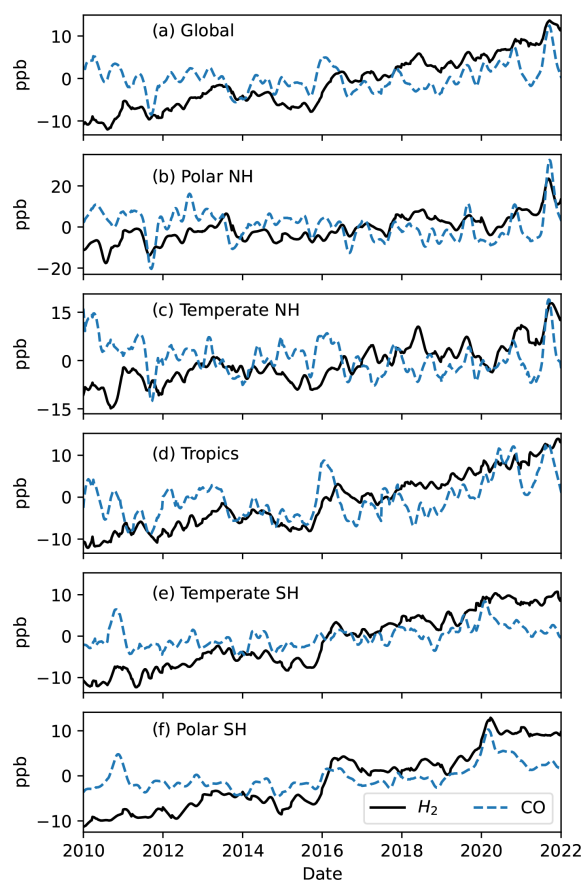 (a) Global
ppb
0
−10
(b) Polar NH
ppb
20
0
−20
(c) Temperate NH
ppb
15
0
−15
(d) Tropics
ppb
10
0
−10
(e) Temperate SH
ppb
10
0
−10
(f) Polar SH
ppb
10
0
−10
H₂ CO
2010 2012 2014 2016 2018 2020 2022
Date